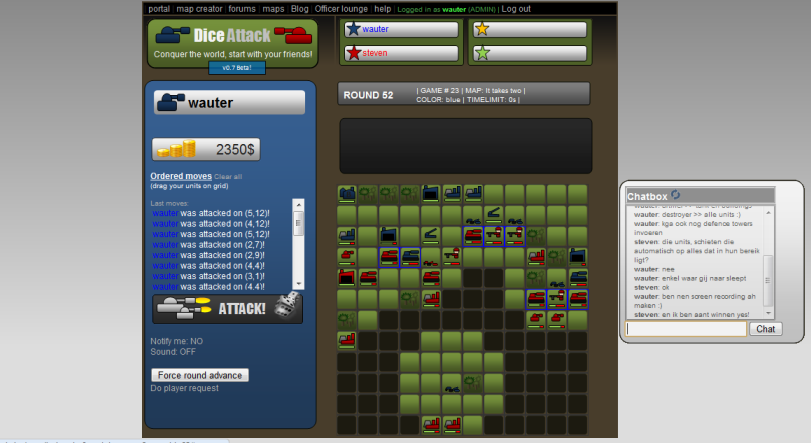 portal | map creator | forums | maps | Blog | Officer lounge | help | Logged in as wauter (ADMIN) | Log out
Dice Attack
Conquer the world, start with your friends!
v0.7 Beta!
wauter
steven
wauter
2350$
Ordered moves Clear all
(drag your units on grid)
Last moves:
wauter was attacked on (5,12)!
wauter was attacked on (4,12)!
wauter was attacked on (5,12)!
wauter was attacked on (2,7)!
wauter was attacked on (2,9)!
wauter was attacked on (4,4)!
wauter was attacked on (3,1)!
wauter was attacked on (4,4)!
ATTACK!
Notify me: NO
Sound: OFF
Force round advance
Do player request
ROUND 52
| GAME # 23 | MAP: It takes two |
COLOR: blue | TIMELIMIT: 0s |
Chatbox
wauter: destroyer >> alle units :)
wauter: kga ook nog defence towers
invoeren
steven: die units, schieten die
automatisch op alles dat in hun bereik
ligt?
wauter: nee
wauter: enkel waar gij naar sleept
steven: ok
wauter: ben nen screen recording ah
maken :)
steven: en ik ben aant winnen yes!
Chat